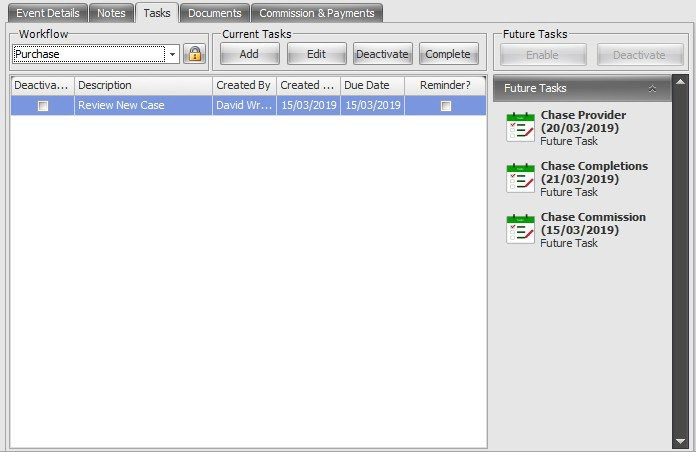 Event Details
Notes
Tasks
Documents
Commission & Payments
Workflow
Purchase
Current Tasks
Add
Edit
Deactivate
Complete
Future Tasks
Enable
Deactivate
Deactiva...
Description
Created By
Created ...
Due Date
Reminder?
Review New Case
David Wr...
15/03/2019
15/03/2019
Future Tasks
Chase Provider
(20/03/2019)
Future Task
Chase Completions
(21/03/2019)
Future Task
Chase Commission
(15/03/2019)
Future Task